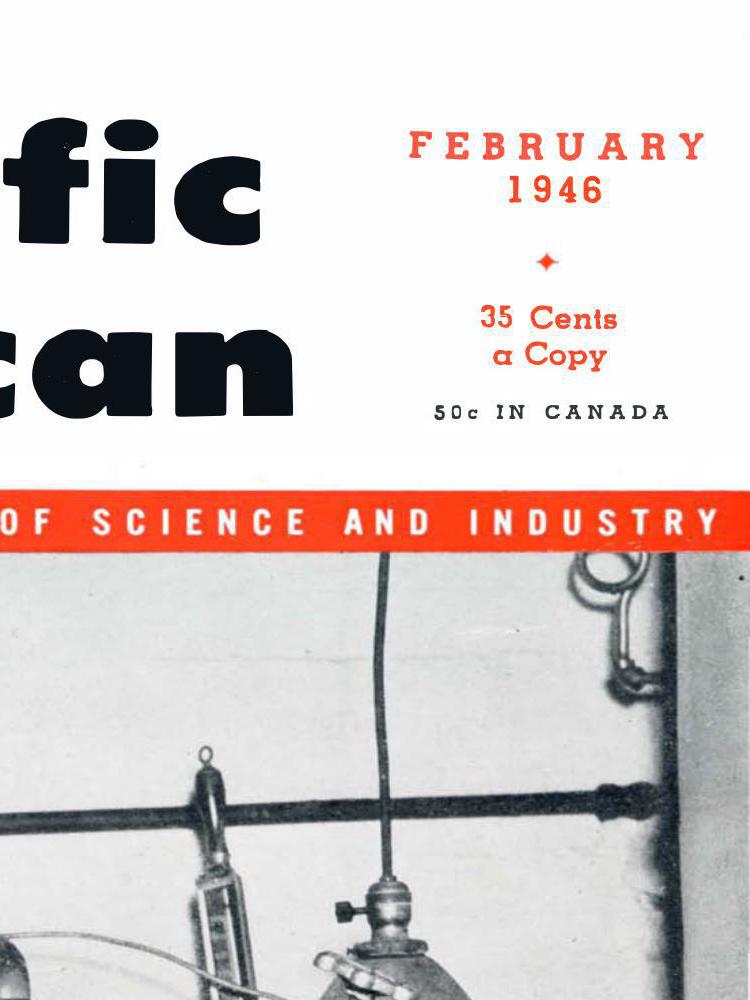 fic
can
FEBRUARY
1946
35 Cents
a Copy
50c IN CANADA
OF SCIENCE AND INDUSTRY